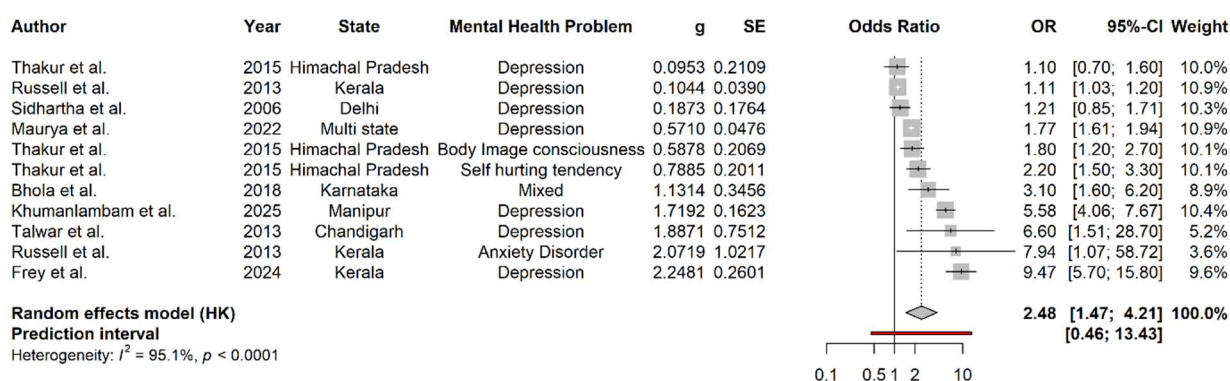 Author Year State Mental Health Problem g SE Odds Ratio OR 95%-CI Weight
Thakur et al. 2015 Himachal Pradesh Depression 0.0953 0.2109 1.10 [0.70; 1.60] 10.0%
Russell et al. 2013 Kerala Depression 0.1044 0.0390 1.11 [1.03; 1.20] 10.9%
Sidhartha et al. 2006 Delhi Depression 0.1873 0.1764 1.21 [0.85; 1.71] 10.3%
Maurya et al. 2022 Multi state Depression 0.5710 0.0476 1.77 [1.61; 1.94] 10.9%
Thakur et al. 2015 Himachal Pradesh Body Image consciousness 0.5878 0.2069 1.80 [1.20; 2.70] 10.1%
Thakur et al. 2015 Himachal Pradesh Self hurting tendency 0.7885 0.2011 2.20 [1.50; 3.30] 10.1%
Bhola et al. 2018 Karnataka Mixed 1.1314 0.3456 3.10 [1.60; 6.20] 8.9%
Khumanlambam et al. 2025 Manipur Depression 1.7192 0.1623 5.58 [4.06; 7.67] 10.4%
Talwar et al. 2013 Chandigarh Depression 1.8871 0.7512 6.60 [1.51; 28.70] 5.2%
Russell et al. 2013 Kerala Anxiety Disorder 2.0719 1.0217 7.94 [1.07; 58.72] 3.6%
Frey et al. 2024 Kerala Depression 2.2481 0.2601 9.47 [5.70; 15.80] 9.6%
Random effects model (HK) 2.48 [1.47; 4.21] 100.0%
Prediction interval [0.46; 13.43]
Heterogeneity: I² = 95.1%, p < 0.0001
0.1 0.5 1 2 10